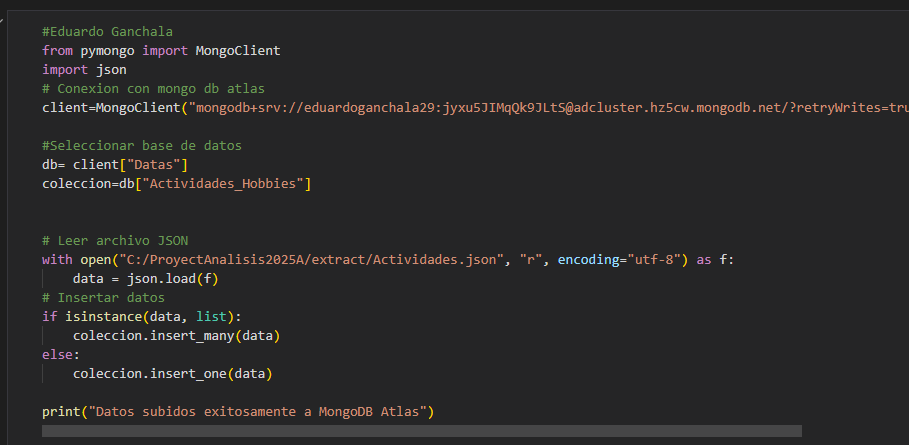 #Eduardo Ganchala
from pymongo import MongoClient
import json
# Conexion con mongo db atlas
client=MongoClient("mongodb+srv://eduardoganchala29:jyxu5JIMqQk9JLtS@adcluster.hz5cw.mongodb.net/?retryWrites=tru
#Seleccionar base de datos
db= client["Datas"]
coleccion=db["Actividades_Hobbies"]
# Leer archivo JSON
with open("C:/ProyectAnalisis2025A/extract/Actividades.json", "r", encoding="utf-8") as f:
    data = json.load(f)
# Insertar datos
if isinstance(data, list):
    coleccion.insert_many(data)
else:
    coleccion.insert_one(data)
print("Datos subidos exitosamente a MongoDB Atlas")